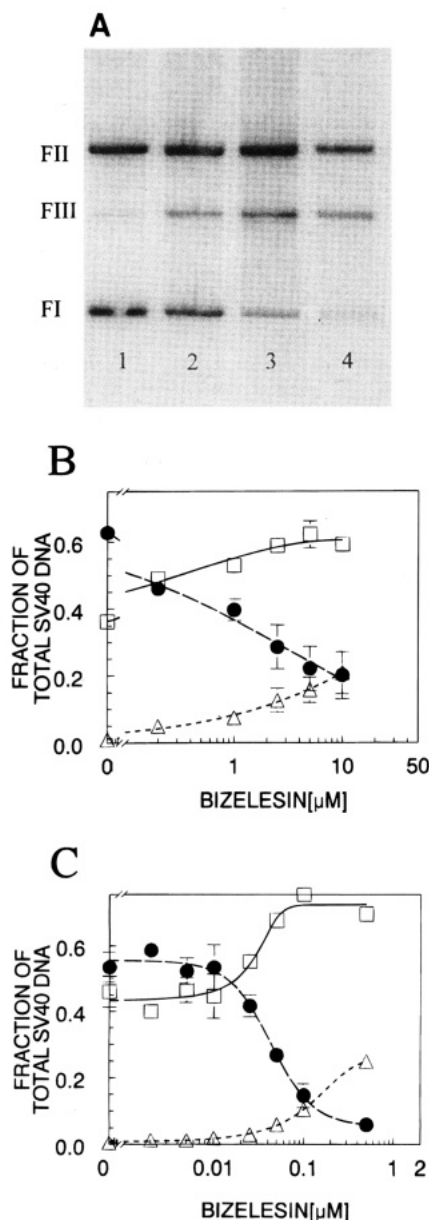 A
FII
FIII
FI
1 2 3 4
B
FRACTION OF
TOTAL SV40 DNA
0.6
0.4
0.2
0.0
0 1 10 50
BIZELESIN[µM]
C
FRACTION OF
TOTAL SV40 DNA
0.6
0.4
0.2
0.0
0 0.01 0.1 1 2
BIZELESIN[µM]